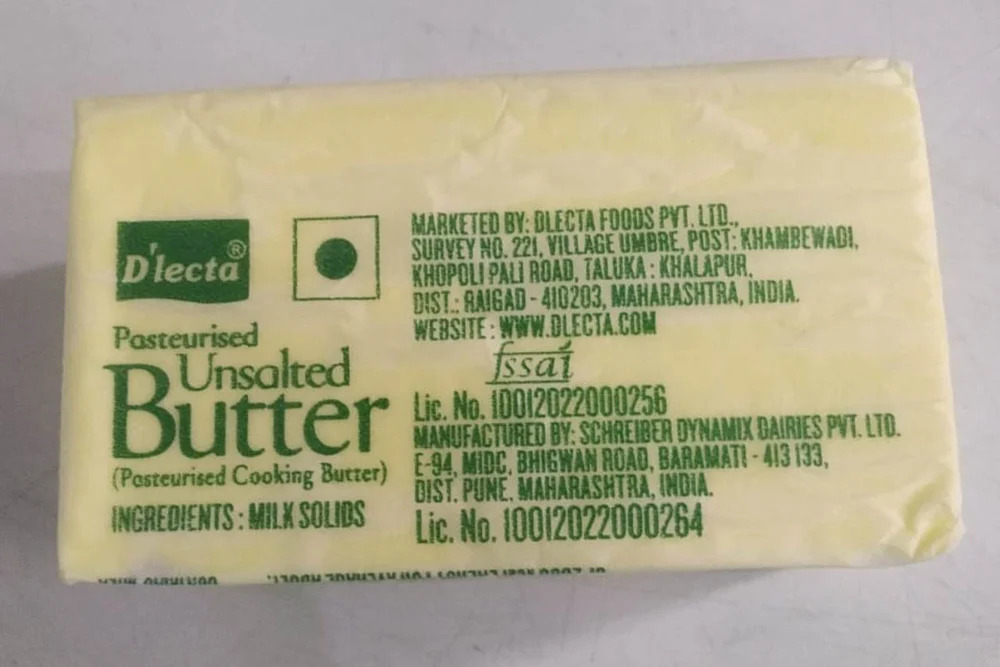 D'lecta®
Pasteurised
Unsalted
Butter
(Pasteurised Cooking Butter)
INGREDIENTS : MILK SOLIDS
MARKETED BY: DLECTA FOODS PVT. LTD.,
SURVEY NO. 221, VILLAGE UMBRE, POST: KHAMBEWADI,
KHOPOLI PALI ROAD, TALUKA : KHALAPUR,
DIST.: RAIGAD - 410203, MAHARASHTRA, INDIA.
WEBSITE : WWW.DLECTA.COM
fssai
Lic. No. 10012022000256
MANUFACTURED BY: SCHREIBER DYNAMIX DAIRIES PVT. LTD.
E-94, MIDC, BHIGWAN ROAD, BARAMATI - 413 133,
DIST. PUNE. MAHARASHTRA, INDIA.
Lic. No. 10012022000264